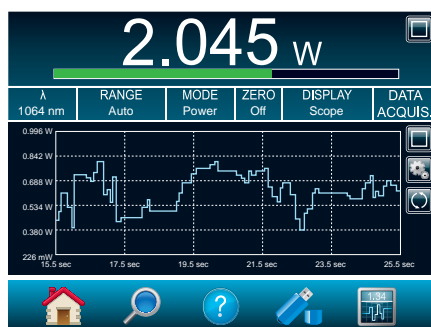 2.045 W
λ RANGE MODE ZERO DISPLAY DATA
1064 nm Auto Power Off Scope ACQUIS.
0.996 W
0.842 W
0.688 W
0.534 W
0.380 W
226 mW
15.5 sec 17.5 sec 19.5 sec 21.5 sec 23.5 sec 25.5 sec
?
1.34